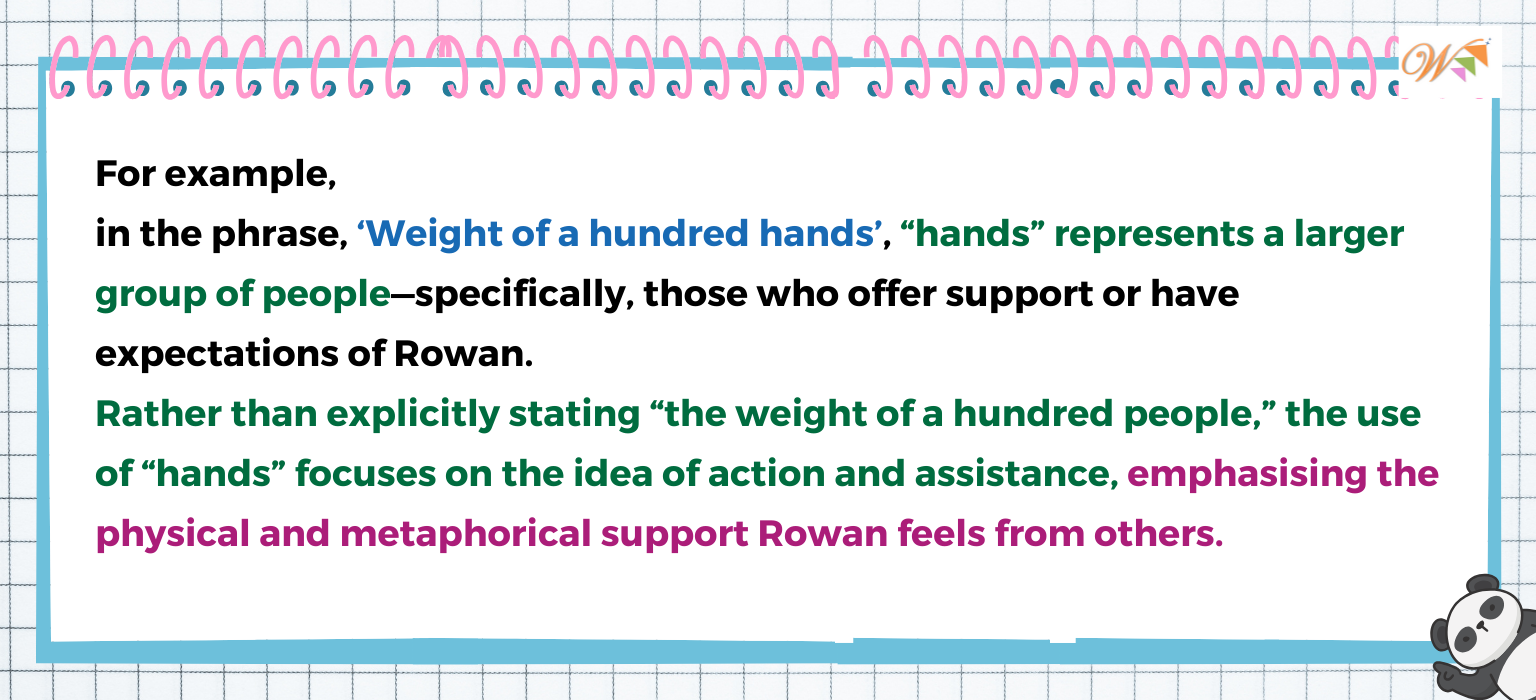 For example,
in the phrase, ‘Weight of a hundred hands’, “hands” represents a larger
group of people—specifically, those who offer support or have
expectations of Rowan.
Rather than explicitly stating “the weight of a hundred people,” the use
of “hands” focuses on the idea of action and assistance, emphasising the
physical and metaphorical support Rowan feels from others.
W